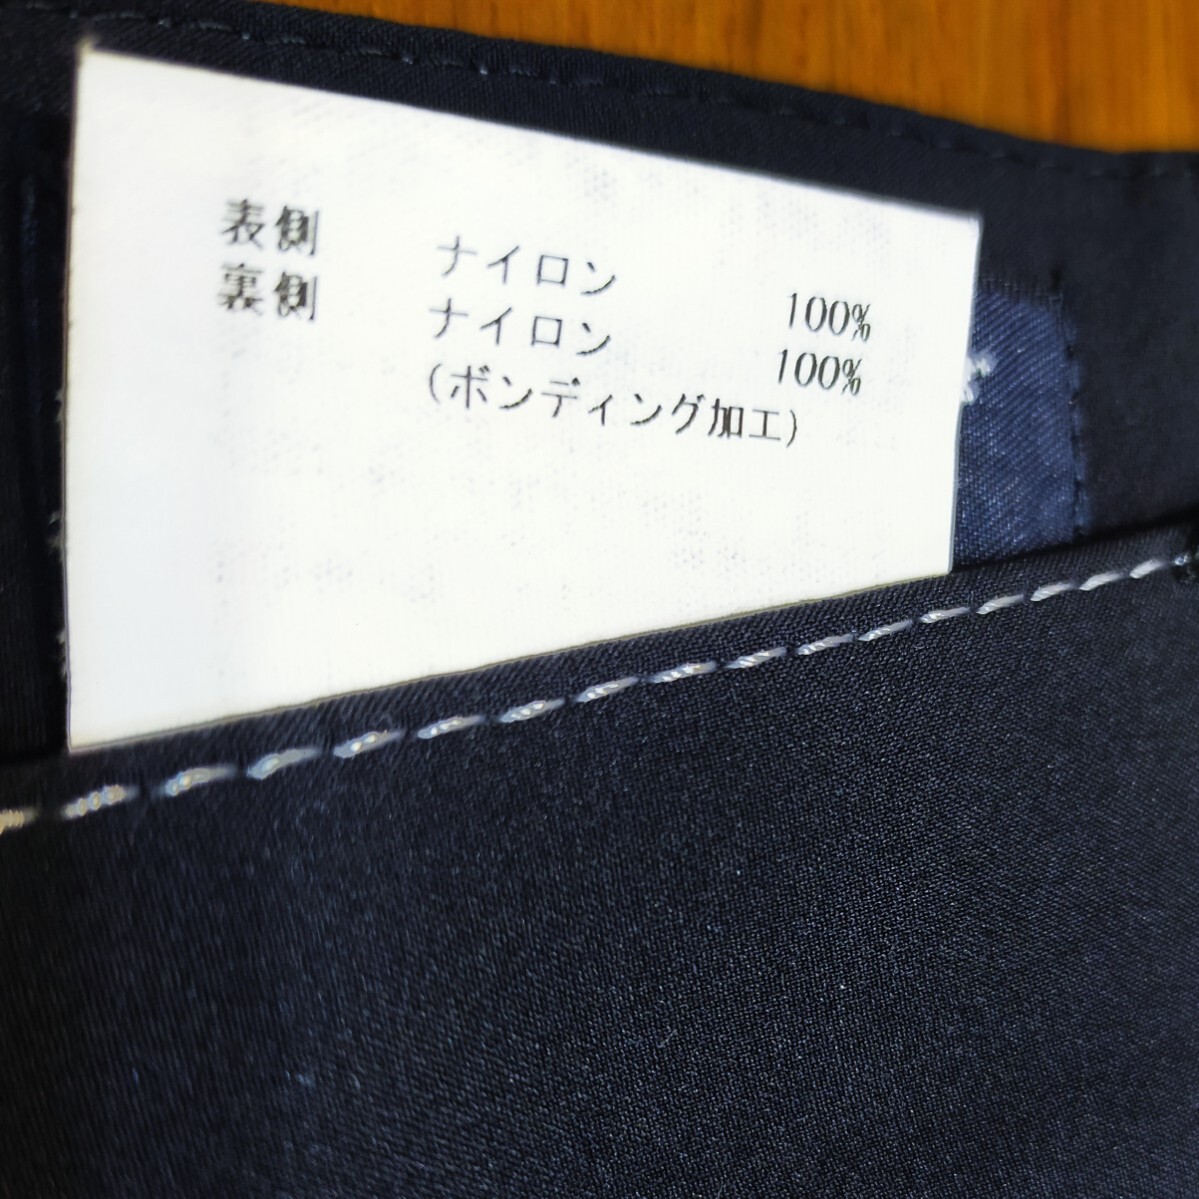 表側 ナイロン 100%
裏側 ナイロン 100%
(ボンディング加工)